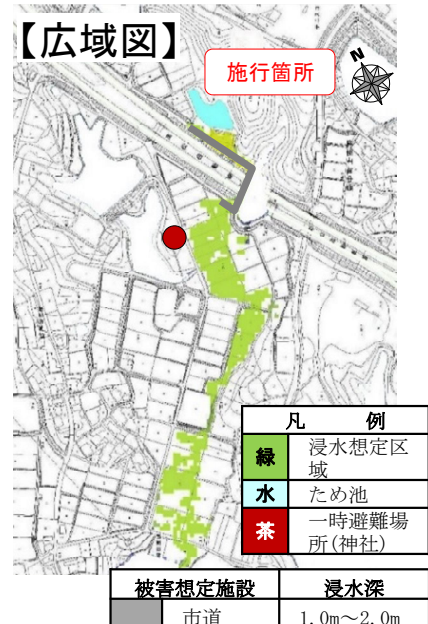 【広域図】
施行箇所
N
凡 例
緑 浸水想定区
域
水 ため池
茶 一時避難場
所(神社)
被害想定施設 浸水深
市道 1.0m～2.0m